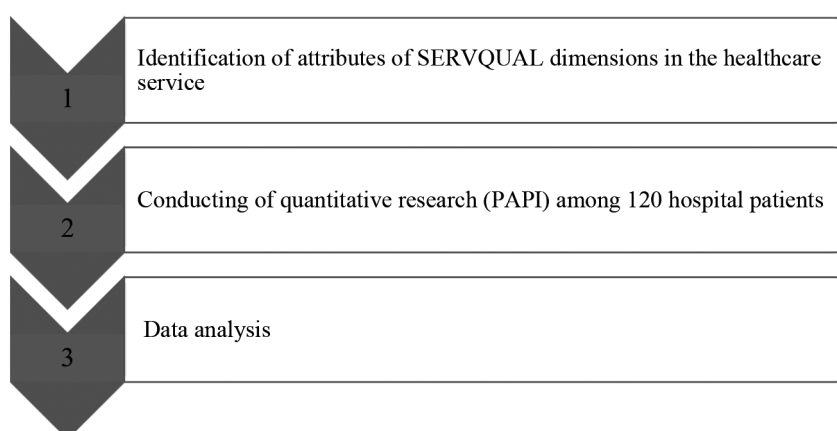 1
Identification of attributes of SERVQUAL dimensions in the healthcare
service
2
Conducting of quantitative research (PAPI) among 120 hospital patients
3
Data analysis